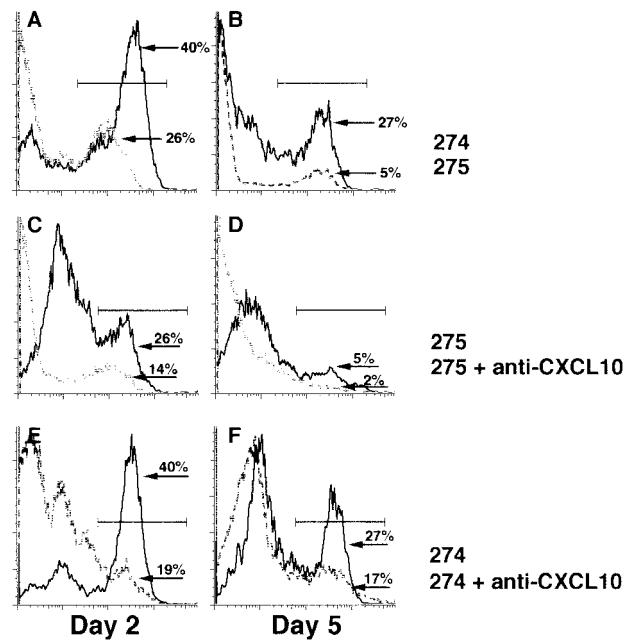 A
40%
26%
B
27%
5%
274
275
C
26%
14%
D
5%
2%
275
275 + anti-CXCL10
E
40%
19%
F
27%
17%
274
274 + anti-CXCL10
Day 2
Day 5